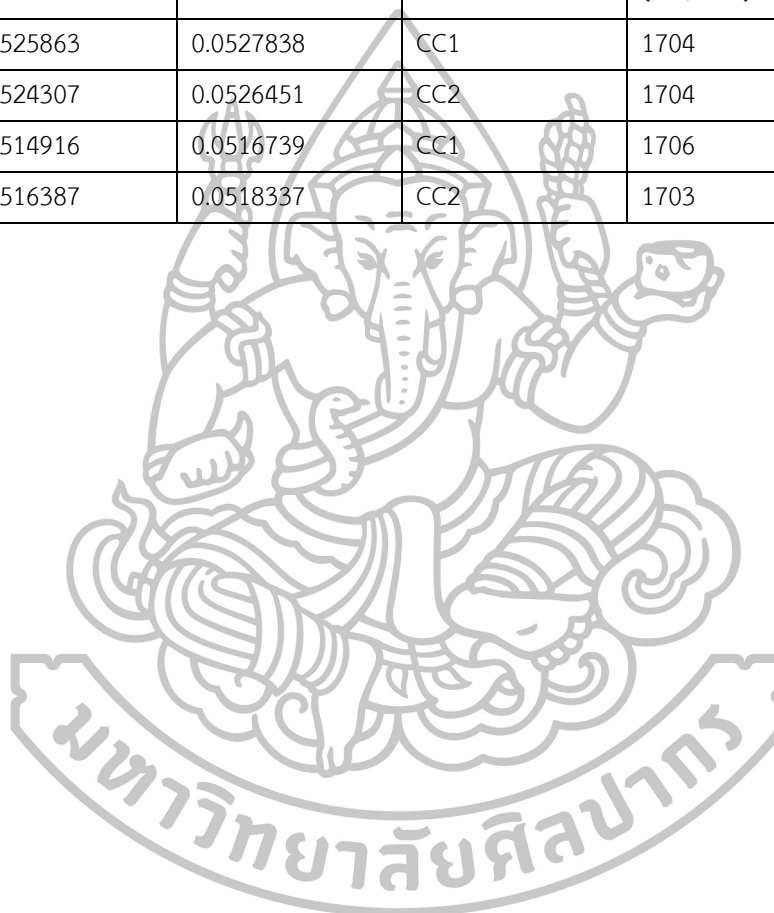 525863 0.0527838 CC1 1704
524307 0.0526451 CC2 1704
514916 0.0516739 CC1 1706
516387 0.0518337 CC2 1703
มหาวิทยาลัยศิลปากร